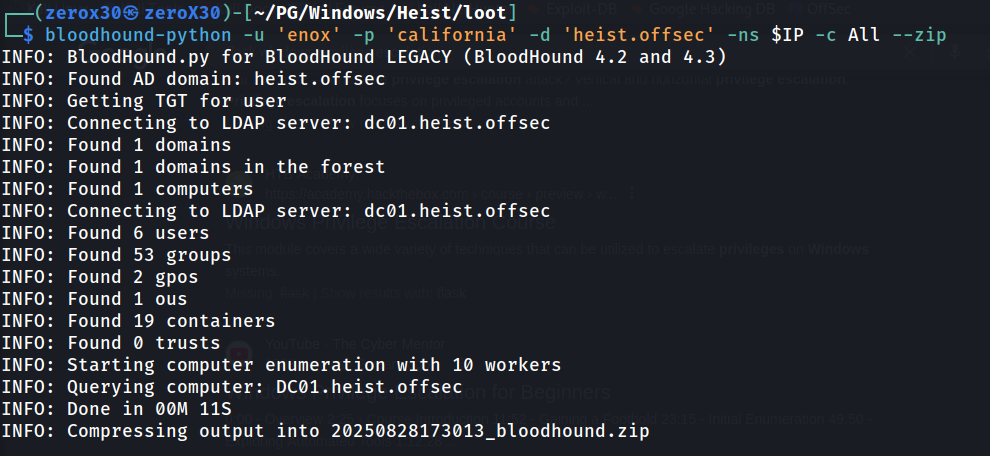 ┌──(zerox30㉿zeroX30)-[~/PG/Windows/Heist/loot]
└─$ bloodhound-python -u 'enox' -p 'california' -d 'heist.offsec' -ns $IP -c All --zip
INFO: BloodHound.py for BloodHound LEGACY (BloodHound 4.2 and 4.3)
INFO: Found AD domain: heist.offsec
INFO: Getting TGT for user
INFO: Connecting to LDAP server: dc01.heist.offsec
INFO: Found 1 domains
INFO: Found 1 domains in the forest
INFO: Found 1 computers
INFO: Connecting to LDAP server: dc01.heist.offsec
INFO: Found 6 users
INFO: Found 53 groups
INFO: Found 2 gpos
INFO: Found 1 ous
INFO: Found 19 containers
INFO: Found 0 trusts
INFO: Starting computer enumeration with 10 workers
INFO: Querying computer: DC01.heist.offsec
INFO: Done in 00M 11S
INFO: Compressing output into 20250828173013_bloodhound.zip